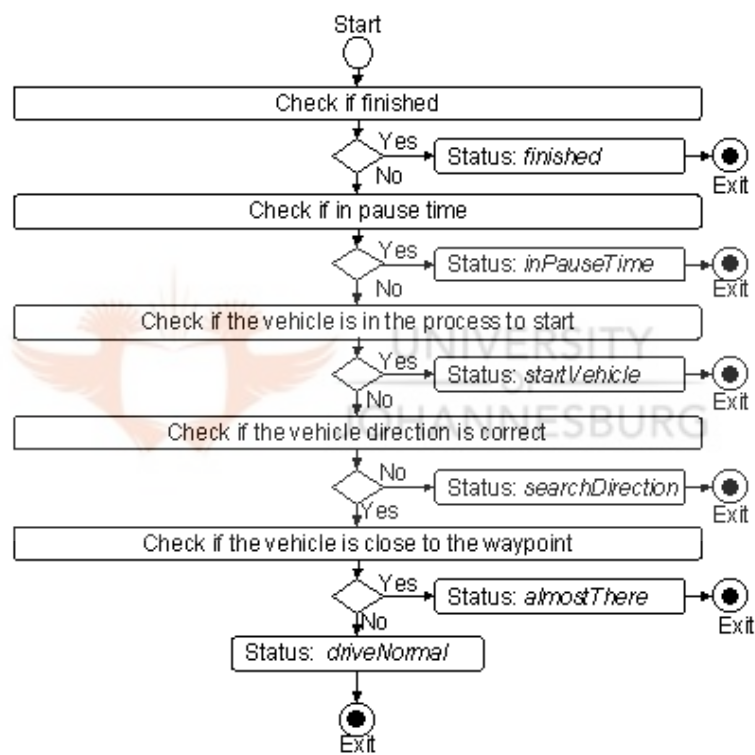 Start
Check if finished
Yes
Status: finished
No
Exit
Check if in pause time
Yes
Status: inPauseTime
No
Exit
Check if the vehicle is in the process to start
UNIVERSITY
Yes
Status: startVehicle
OF
No
Exit
JOHANNESBURG
Check if the vehicle direction is correct
No
Status: searchDirection
Yes
Exit
Check if the vehicle is close to the waypoint
Yes
Status: almostThere
No
Exit
Status: driveNormal
Exit